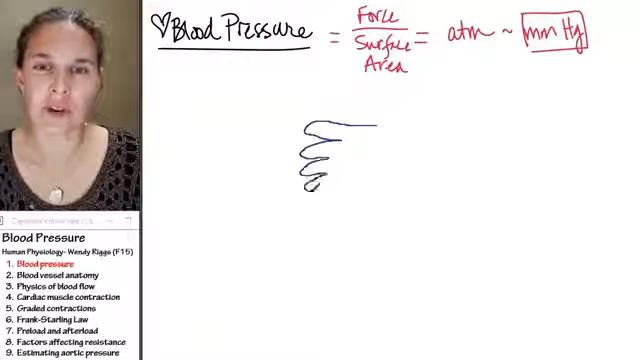 ♡Blood Pressure = Force / Surface Area = atm ~ mm Hg
Blood Pressure
Human Physiology- Wendy Riggs (F15)
1. Blood pressure
2. Blood vessel anatomy
3. Physics of blood flow
4. Cardiac muscle contraction
5. Graded contractions
6. Frank-Starling Law
7. Preload and afterload
8. Factors affecting resistance
9. Estimating aortic pressure